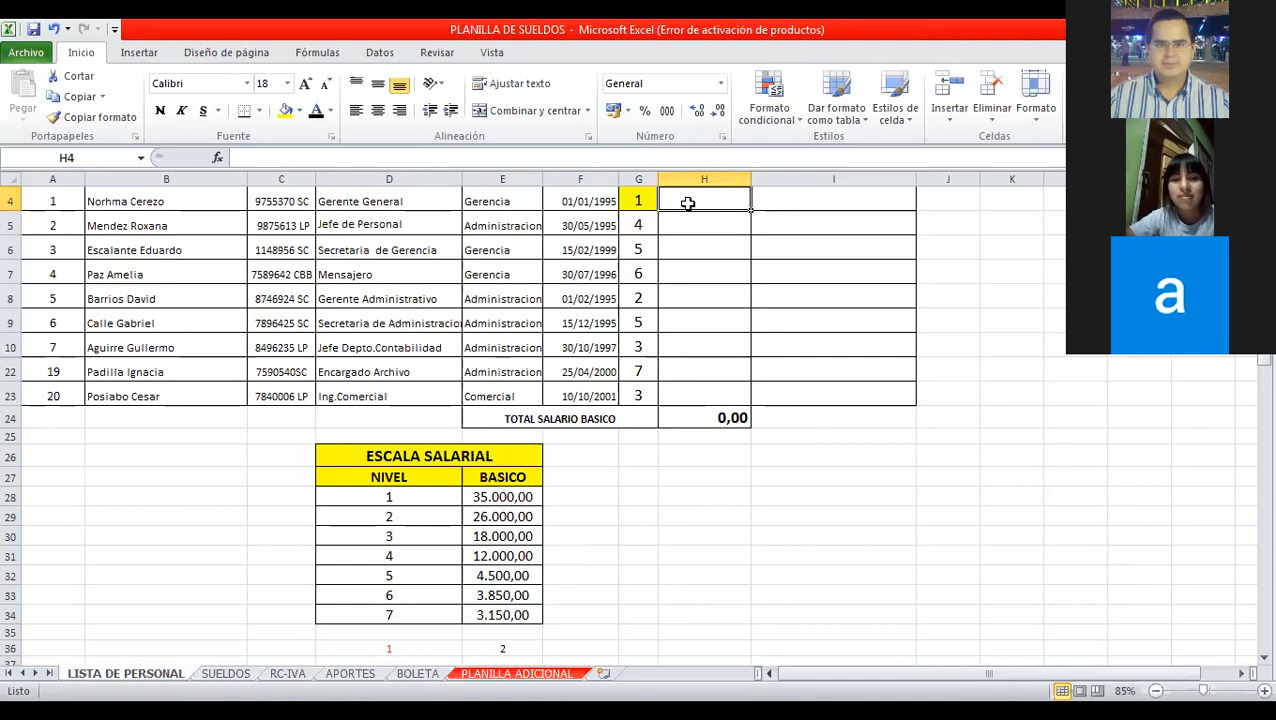 PLANILLA DE SUELDOS - Microsoft Excel (Error de activación de productos)
Archivo Inicio Insertar Diseño de página Fórmulas Datos Revisar Vista
Pegar
Cortar
Copiar
Copiar formato
Portapapeles
Calibri 18
N K S
Fuente
Ajustar texto
Combinar y centrar
Alineación
General
% 000
Número
Formato condicional
Dar formato como tabla
Estilos de celda
Estilos
Insertar Eliminar Formato
Celdas
H4 fx
A B C D E F G H I J K
4 1 Norhma Cerezo 9755370 SC Gerente General Gerencia 01/01/1995 1
5 2 Mendez Roxana 9875613 LP Jefe de Personal Administracion 30/05/1995 4
6 3 Escalante Eduardo 1148956 SC Secretaria de Gerencia Gerencia 15/02/1999 5
7 4 Paz Amelia 7589642 CBB Mensajero Gerencia 30/07/1996 6
8 5 Barrios David 8746924 SC Gerente Administrativo Administracion 01/02/1995 2
9 6 Calle Gabriel 7896425 SC Secretaria de Administracion Administracion 15/12/1995 5
10 7 Aguirre Gullermo 8496235 LP Jefe Depto.Contabilidad Administracion 30/10/1997 3
22 19 Padilla Ignacia 7590540SC Encargado Archivo Administracion 25/04/2000 7
23 20 Posiabo Cesar 7840006 LP Ing.Comercial Comercial 10/10/2001 3
24 TOTAL SALARIO BASICO 0,00
25
26 ESCALA SALARIAL
27 NIVEL BASICO
28 1 35.000,00
29 2 26.000,00
30 3 18.000,00
31 4 12.000,00
32 5 4.500,00
33 6 3.850,00
34 7 3.150,00
35
36 1 2
37
LISTA DE PERSONAL SUELDOS RC-IVA APORTES BOLETA PLANILLA ADICIONAL
Listo
85%
a